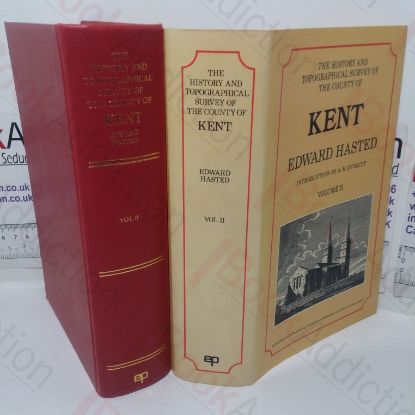 THE
HISTORY AND
TOPOGRAPHICAL
SURVEY OF
THE COUNTY OF
KENT
EDWARD
HASTED
VOL II
ep
THE
HISTORY AND
TOPOGRAPHICAL
SURVEY OF
THE COUNTY OF
KENT
EDWARD
HASTED
VOL II
ep
THE HISTORY AND
TOPOGRAPHICAL SURVEY OF
THE COUNTY OF
KENT
EDWARD HASTED
INTRODUCTION BY ALAN EVERITT
VOLUME II